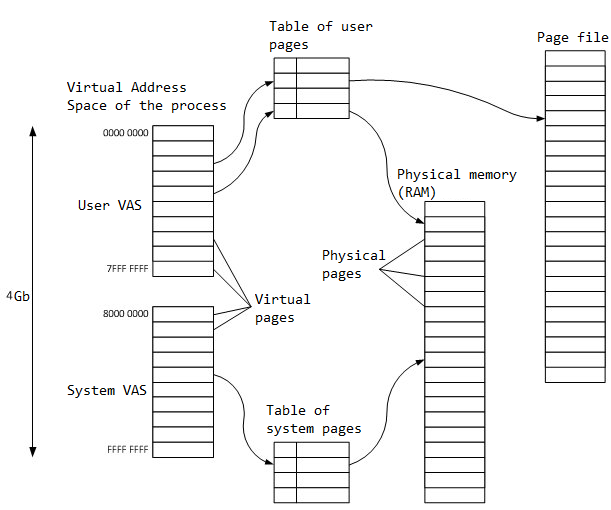 Table of user
pages
Page file
Virtual Address
Space of the process
0000 0000
Physical memory
(RAM)
User VAS
Physical
pages
7FFF FFFF
4Gb
Virtual
pages
8000 0000
System VAS
Table of
system pages
FFFF FFFF